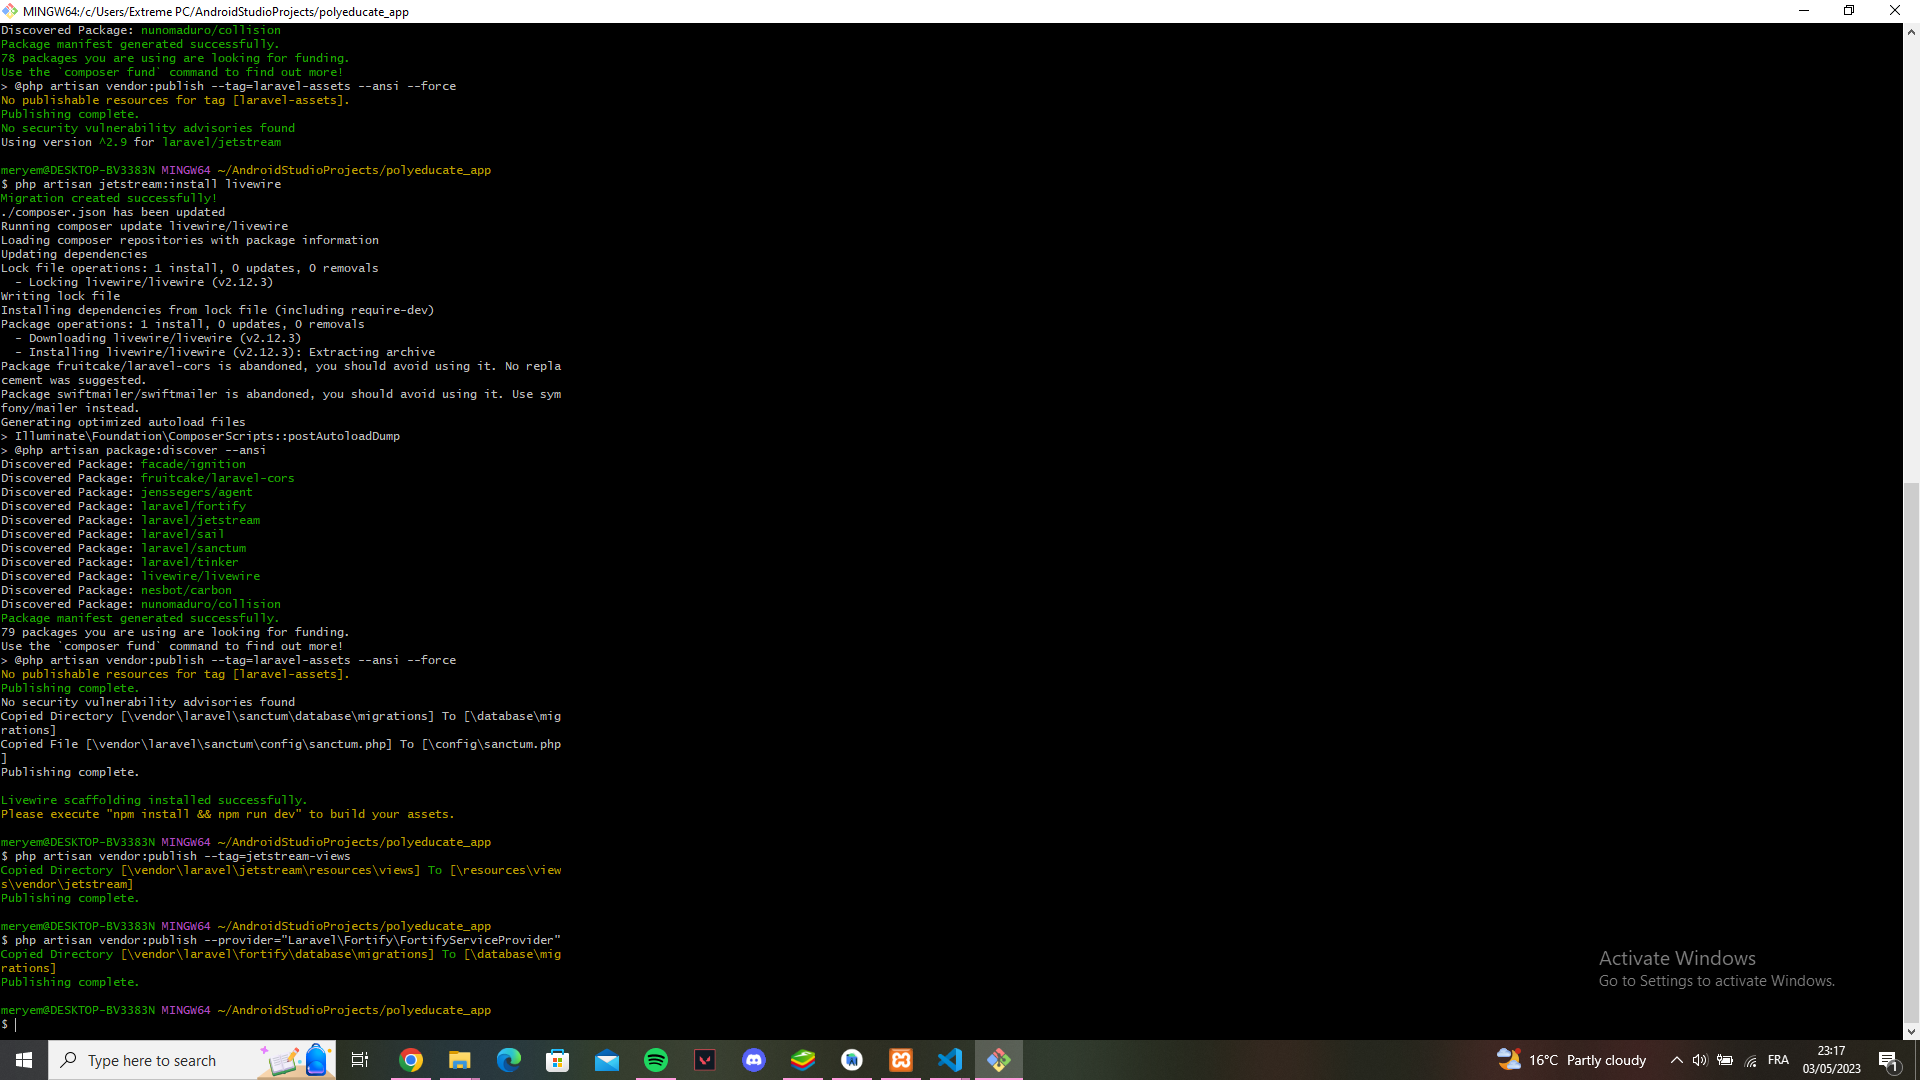 MINGW64:/c/Users/Extreme PC/AndroidStudioProjects/polyeducate_app
Discovered Package: nunomaduro/collision
Package manifest generated successfully.
78 packages you are using are looking for funding.
Use the `composer fund` command to find out more!
> @php artisan vendor:publish --tag=laravel-assets --ansi --force
No publishable resources for tag [laravel-assets].
Publishing complete.
No security vulnerability advisories found
Using version ^2.9 for laravel/jetstream
meryem@DESKTOP-BV3383N MINGW64 ~/AndroidStudioProjects/polyeducate_app
$ php artisan jetstream:install livewire
Migration created successfully!
./composer.json has been updated
Running composer update livewire/livewire
Loading composer repositories with package information
Updating dependencies
Lock file operations: 1 install, 0 updates, 0 removals
  - Locking livewire/livewire (v2.12.3)
Writing lock file
Installing dependencies from lock file (including require-dev)
Package operations: 1 install, 0 updates, 0 removals
  - Downloading livewire/livewire (v2.12.3)
  - Installing livewire/livewire (v2.12.3): Extracting archive
Package fruitcake/laravel-cors is abandoned, you should avoid using it. No repla
cement was suggested.
Package swiftmailer/swiftmailer is abandoned, you should avoid using it. Use sym
fony/mailer instead.
Generating optimized autoload files
> Illuminate\Foundation\ComposerScripts::postAutoloadDump
> @php artisan package:discover --ansi
Discovered Package: facade/ignition
Discovered Package: fruitcake/laravel-cors
Discovered Package: jenssegers/agent
Discovered Package: laravel/fortify
Discovered Package: laravel/jetstream
Discovered Package: laravel/sail
Discovered Package: laravel/sanctum
Discovered Package: laravel/tinker
Discovered Package: livewire/livewire
Discovered Package: nesbot/carbon
Discovered Package: nunomaduro/collision
Package manifest generated successfully.
79 packages you are using are looking for funding.
Use the `composer fund` command to find out more!
> @php artisan vendor:publish --tag=laravel-assets --ansi --force
No publishable resources for tag [laravel-assets].
Publishing complete.
No security vulnerability advisories found
Copied Directory [\vendor\laravel\sanctum\database\migrations] To [\database\mig
rations]
Copied File [\vendor\laravel\sanctum\config\sanctum.php] To [\config\sanctum.php
]
Publishing complete.
Livewire scaffolding installed successfully.
Please execute "npm install && npm run dev" to build your assets.
meryem@DESKTOP-BV3383N MINGW64 ~/AndroidStudioProjects/polyeducate_app
$ php artisan vendor:publish --tag=jetstream-views
Copied Directory [\vendor\laravel\jetstream\resources\views] To [\resources\view
s\vendor\jetstream]
Publishing complete.
meryem@DESKTOP-BV3383N MINGW64 ~/AndroidStudioProjects/polyeducate_app
$ php artisan vendor:publish --provider="Laravel\Fortify\FortifyServiceProvider"
Copied Directory [\vendor\laravel\fortify\database\migrations] To [\database\mig
rations]
Publishing complete.
meryem@DESKTOP-BV3383N MINGW64 ~/AndroidStudioProjects/polyeducate_app
$
Activate Windows
Go to Settings to activate Windows.
Type here to search
16°C Partly cloudy
FRA
23:17
03/05/2023
1